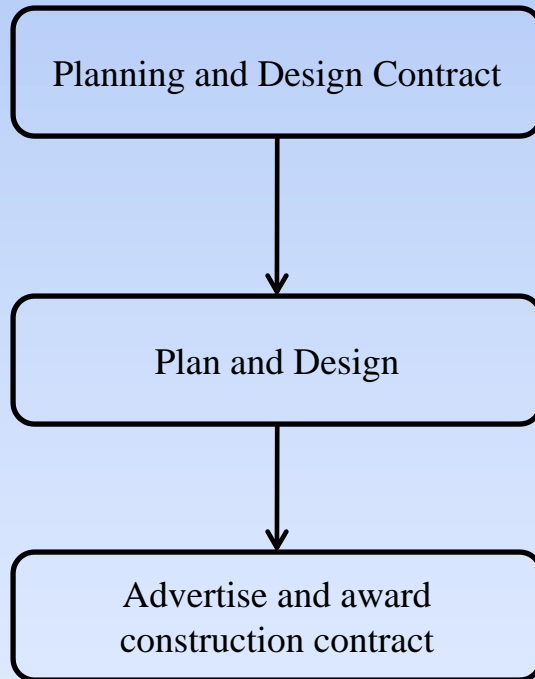 Planning and Design Contract
Plan and Design
Advertise and award
construction contract